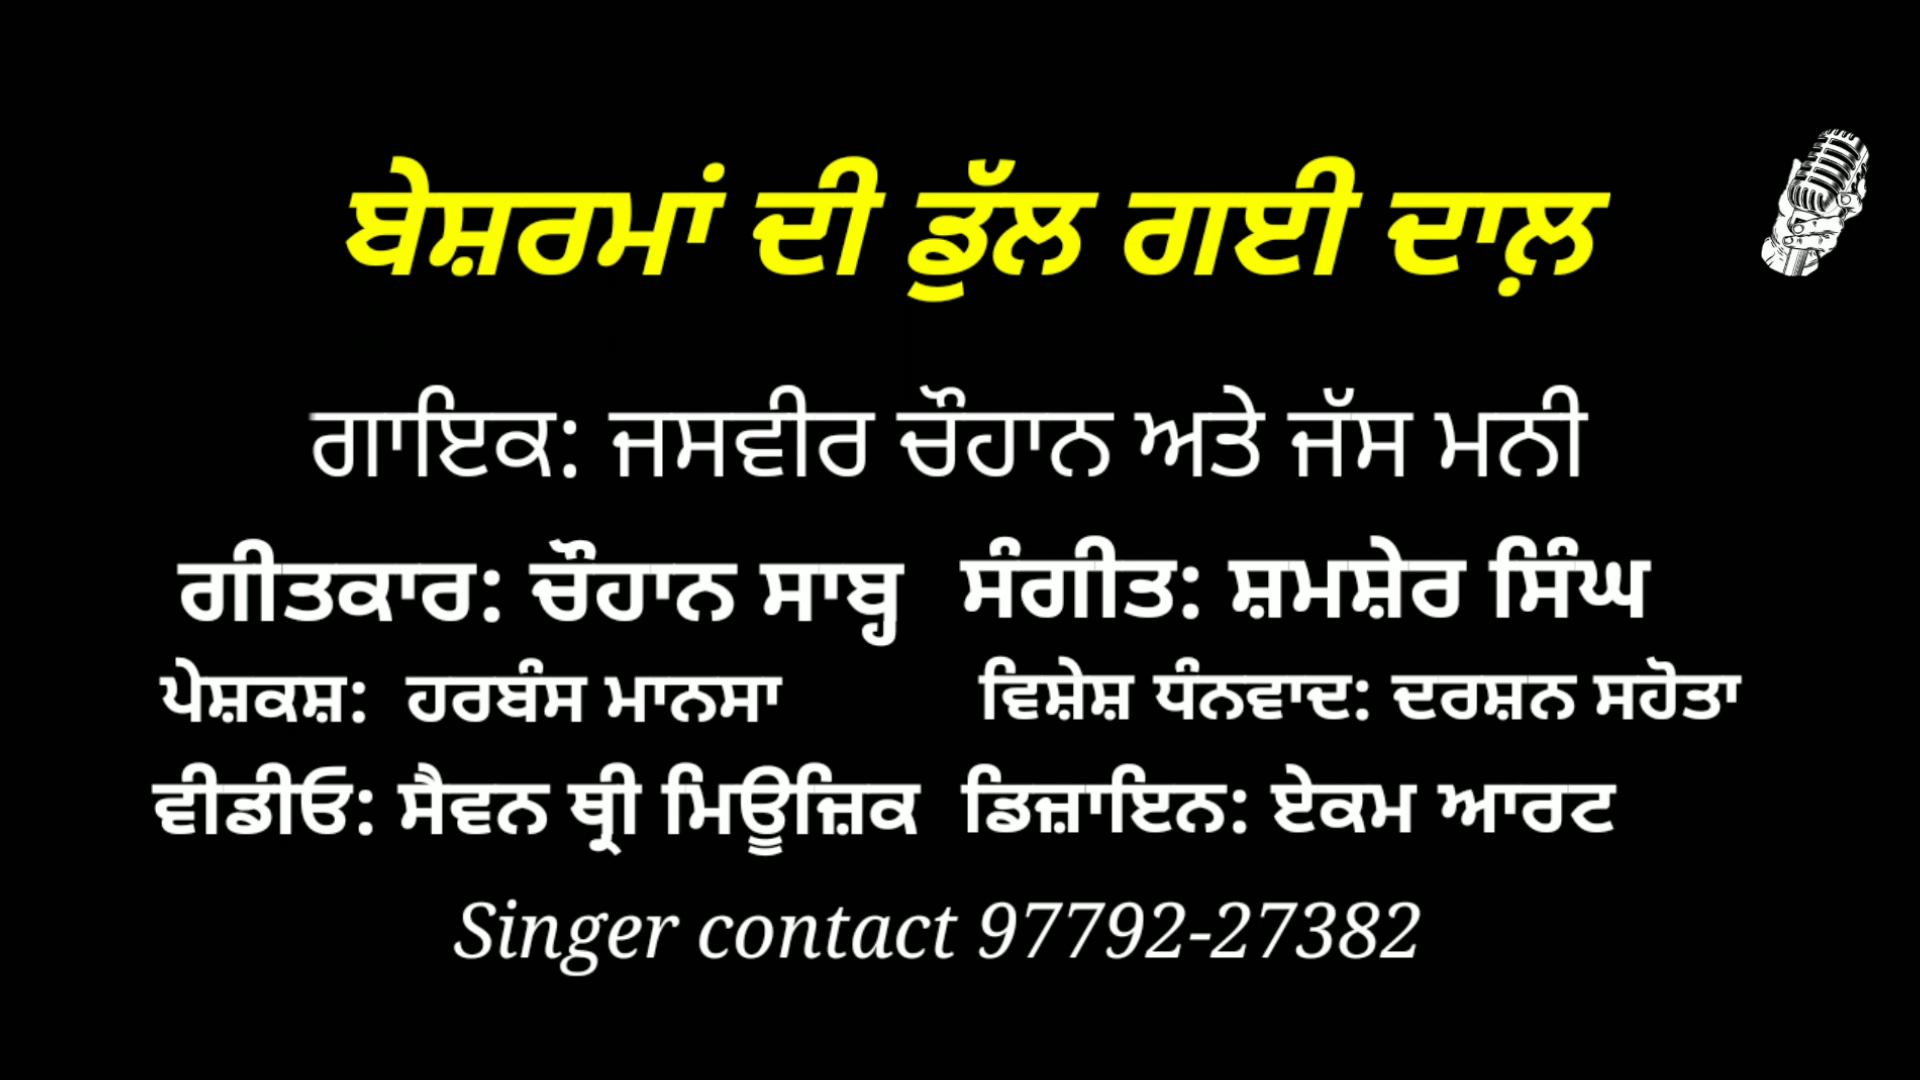 ਬੇਸ਼ਰਮਾਂ ਦੀ ਡੁੱਲ ਗਈ ਦਾਲ਼
ਗਾਇਕ: ਜਸਵੀਰ ਚੌਹਾਨ ਅਤੇ ਜੱਸ ਮਨੀ
ਗੀਤਕਾਰ: ਚੌਹਾਨ ਸਾਬ੍ਹ ਸੰਗੀਤ: ਸ਼ਮਸ਼ੇਰ ਸਿੰਘ
ਪੇਸ਼ਕਸ਼: ਹਰਬੰਸ ਮਾਨਸਾ ਵਿਸ਼ੇਸ਼ ਧੰਨਵਾਦ: ਦਰਸ਼ਨ ਸਹੋਤਾ
ਵੀਡੀਓ: ਸੈਵਨ ਥ੍ਰੀ ਮਿਊਜ਼ਿਕ ਡਿਜ਼ਾਇਨ: ਏਕਮ ਆਰਟ
Singer contact 97792-27382